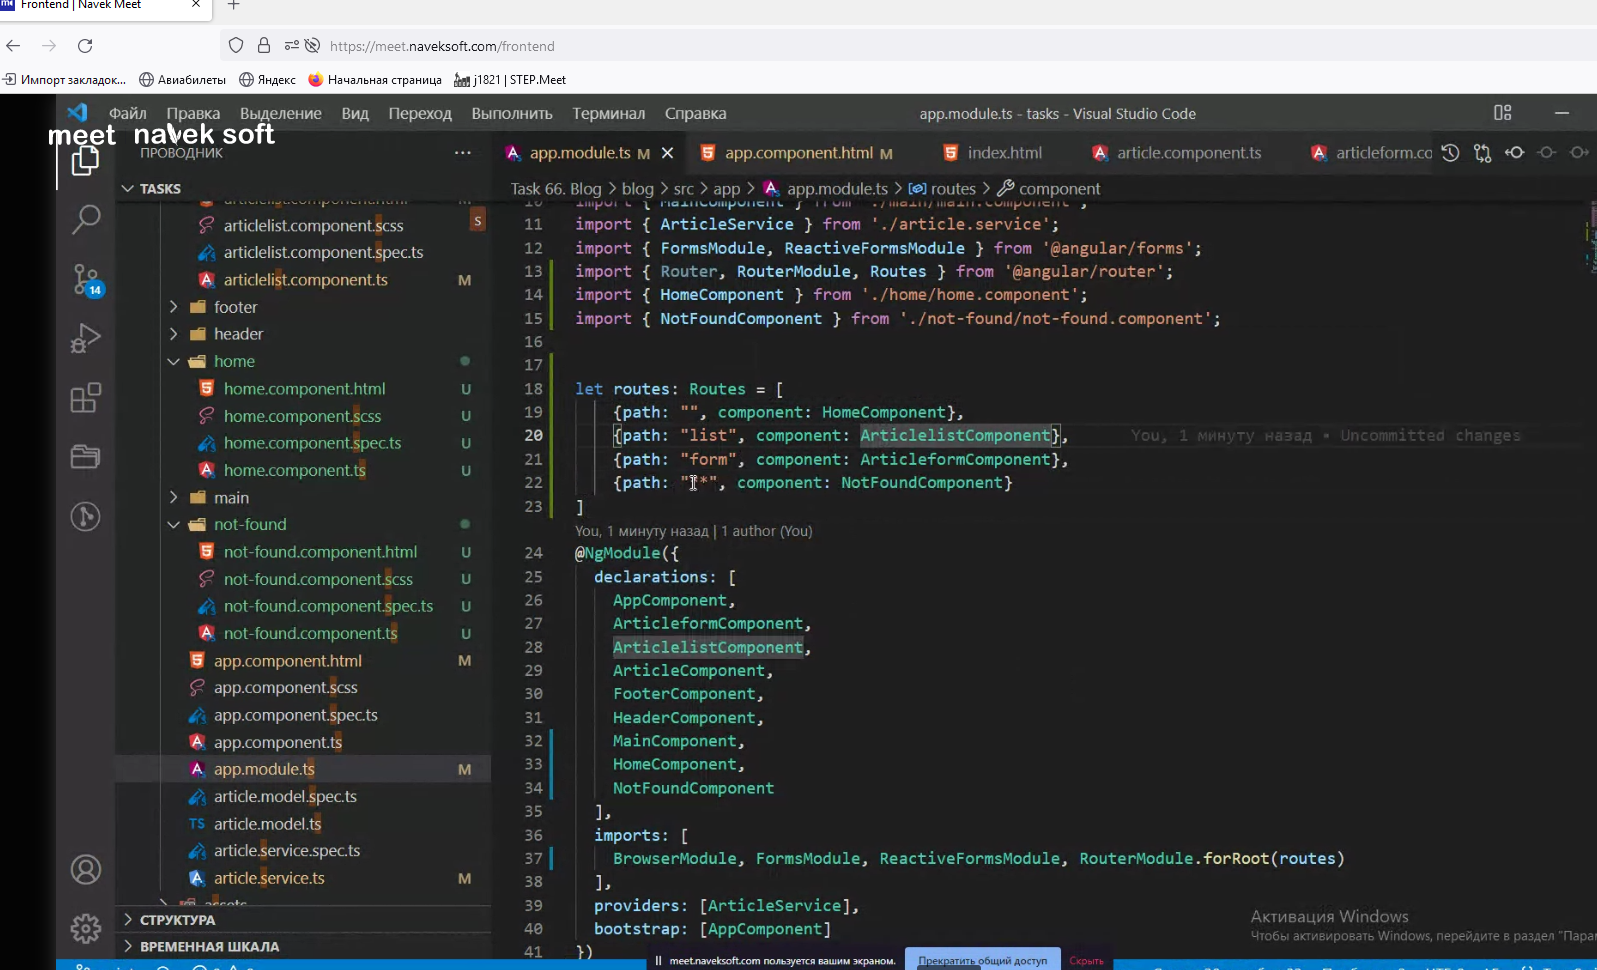 Frontend | Navek Meet
https://meet.naveksoft.com/frontend
Импорт закладок... Авиабилеты Яндекс Начальная страница j1821 | STEP.Meet
Файл Правка Выделение Вид Переход Выполнить Терминал Справка app.module.ts - tasks - Visual Studio Code
meet navek soft
ПРОВОДНИК
app.module.ts M app.component.html M index.html article.component.ts articleform.co
TASKS
Task 66. Blog > blog > src > app > app.module.ts > routes > component
articlelist.component.html M
articlelist.component.scss S
articlelist.component.spec.ts
articlelist.component.ts M
footer
header
home
home.component.html U
home.component.scss U
home.component.spec.ts U
home.component.ts U
main
not-found
not-found.component.html U
not-found.component.scss U
not-found.component.spec.ts U
not-found.component.ts U
app.component.html M
app.component.scss
app.component.spec.ts
app.component.ts
app.module.ts M
article.model.spec.ts
TS article.model.ts
article.service.spec.ts
article.service.ts M
assets
СТРУКТУРА
ВРЕМЕННАЯ ШКАЛА
14
10 import { MainComponent } from './main/main.component';
11 import { ArticleService } from './article.service';
12 import { FormsModule, ReactiveFormsModule } from '@angular/forms';
13 import { Router, RouterModule, Routes } from '@angular/router';
14 import { HomeComponent } from './home/home.component';
15 import { NotFoundComponent } from './not-found/not-found.component';
16
17
18 let routes: Routes = [
19 {path: "", component: HomeComponent},
20 {path: "list", component: ArticlelistComponent}, You, 1 минуту назад • Uncommitted changes
21 {path: "form", component: ArticleformComponent},
22 {path: "**", component: NotFoundComponent}
23 ]
You, 1 минуту назад | 1 author (You)
24 @NgModule({
25 declarations: [
26 AppComponent,
27 ArticleformComponent,
28 ArticlelistComponent,
29 ArticleComponent,
30 FooterComponent,
31 HeaderComponent,
32 MainComponent,
33 HomeComponent,
34 NotFoundComponent
35 ],
36 imports: [
37 BrowserModule, FormsModule, ReactiveFormsModule, RouterModule.forRoot(routes)
38 ],
39 providers: [ArticleService],
40 bootstrap: [AppComponent]
41 })
Активация Windows
Чтобы активировать Windows, перейдите в раздел "Пара
meet.naveksoft.com пользуется вашим экраном. Прекратить общий доступ Скрыть